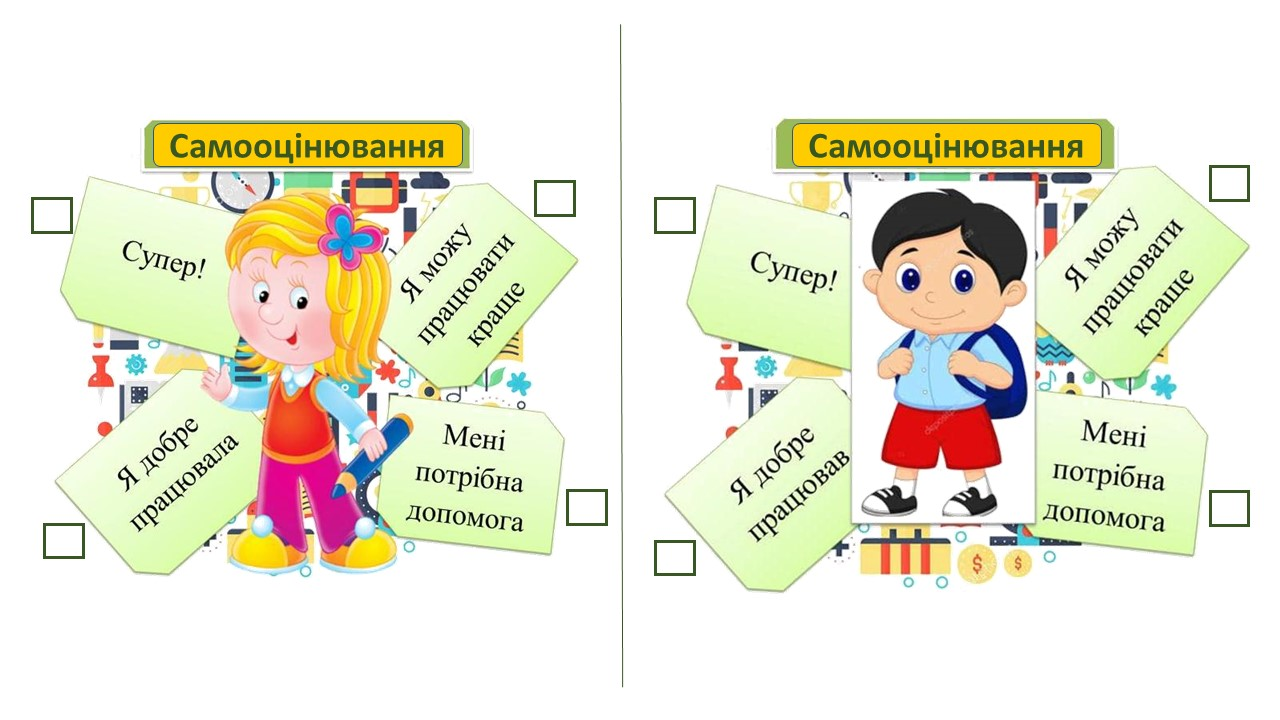 Самооцінювання
Супер!
Я можу
працювати
краще
Я добре
працювала
Мені
потрібна
допомога
Самооцінювання
Супер!
Я можу
працювати
краще
Я добре
працював
Мені
потрібна
допомога